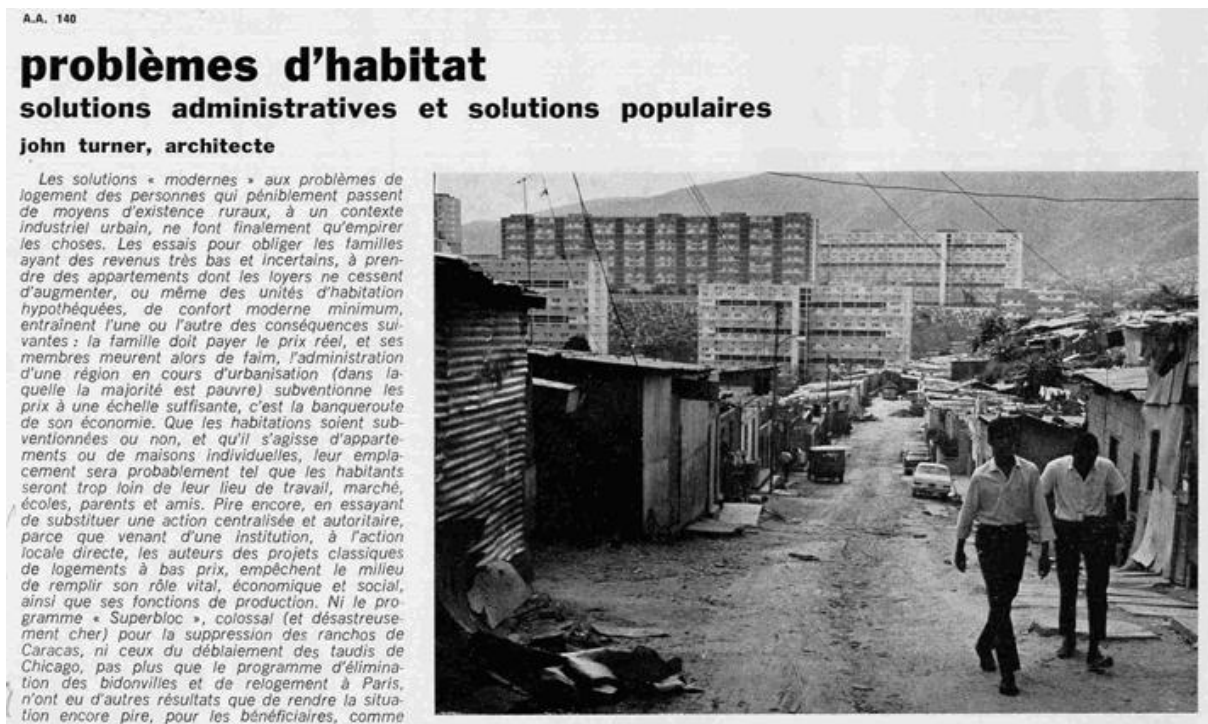 A.A. 140
problèmes d'habitat
solutions administratives et solutions populaires
john turner, architecte
Les solutions « modernes » aux problèmes de
logement des personnes qui péniblement passent
de moyens d'existence ruraux, à un contexte
industriel urbain, ne font finalement qu'empirer
les choses. Les essais pour obliger les familles
ayant des revenus très bas et incertains, à pren-
dre des appartements dont les loyers ne cessent
d'augmenter, ou même des unités d'habitation
hypothéquées, de confort moderne minimum,
entraînent l'une ou l'autre des conséquences sui-
vantes : la famille doit payer le prix réel, et ses
membres meurent alors de faim, l'administration
d'une région en cours d'urbanisation (dans la-
quelle la majorité est pauvre) subventionne les
prix à une échelle suffisante, c'est la banqueroute
de son économie. Que les habitations soient sub-
ventionnées ou non, et qu'il s'agisse d'apparte-
ments ou de maisons individuelles, leur empla-
cement sera probablement tel que les habitants
seront trop loin de leur lieu de travail, marché,
écoles, parents et amis. Pire encore, en essayant
de substituer une action centralisée et autoritaire,
parce que venant d'une institution, à l'action
locale directe, les auteurs des projets classiques
de logements à bas prix, empêchent le milieu
de remplir son rôle vital, économique et social,
ainsi que ses fonctions de production. Ni le pro-
gramme « Superbloc », colossal (et désastreuse-
ment cher) pour la suppression des ranchos de
Caracas, ni ceux du déblaiement des taudis de
Chicago, pas plus que le programme d'élimina-
tion des bidonvilles et de relogement à Paris,
n'ont eu d'autres résultats que de rendre la situa-
tion encore pire, pour les bénéficiaires, comme